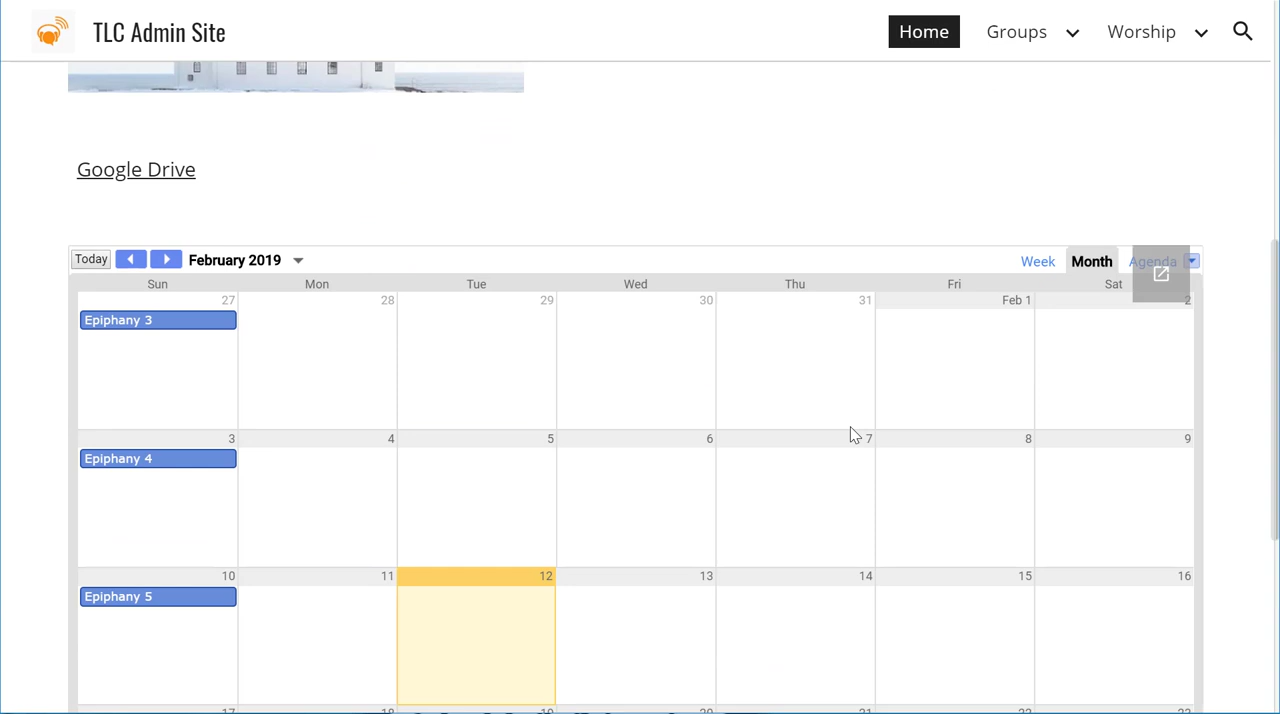 TLC Admin Site Home Groups Worship
Google Drive
Today February 2019 Week Month Agenda
Sun Mon Tue Wed Thu Fri Sat
27 28 29 30 31 Feb 1 2
Epiphany 3
3 4 5 6 7 8 9
Epiphany 4
10 11 12 13 14 15 16
Epiphany 5